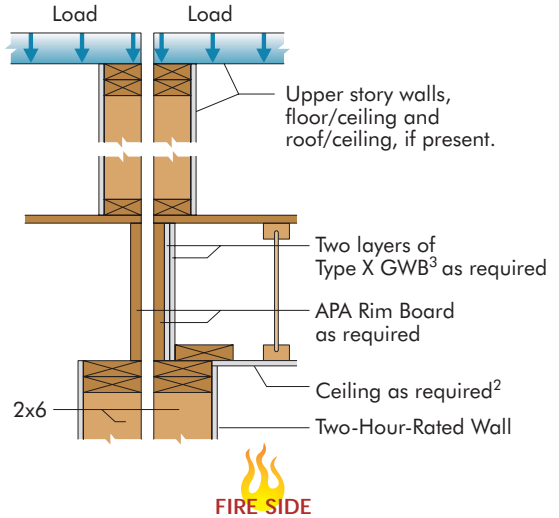 Load
Load
Upper story walls,
floor/ceiling and
roof/ceiling, if present.
Two layers of
Type X GWB³ as required
APA Rim Board
as required
Ceiling as required²
2x6
Two-Hour-Rated Wall
FIRE SIDE